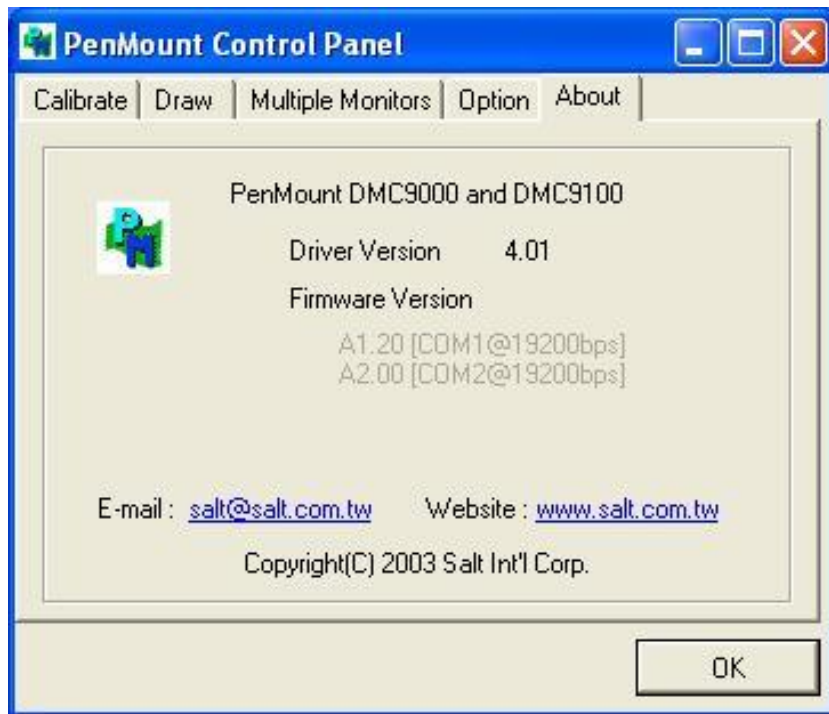 PenMount Control Panel
Calibrate Draw Multiple Monitors Option About
PM
PenMount DMC9000 and DMC9100
Driver Version 4.01
Firmware Version
A1.20 [COM1@19200bps]
A2.00 [COM2@19200bps]
E-mail : salt@salt.com.tw Website : www.salt.com.tw
Copyright(C) 2003 Salt Int'l Corp.
OK